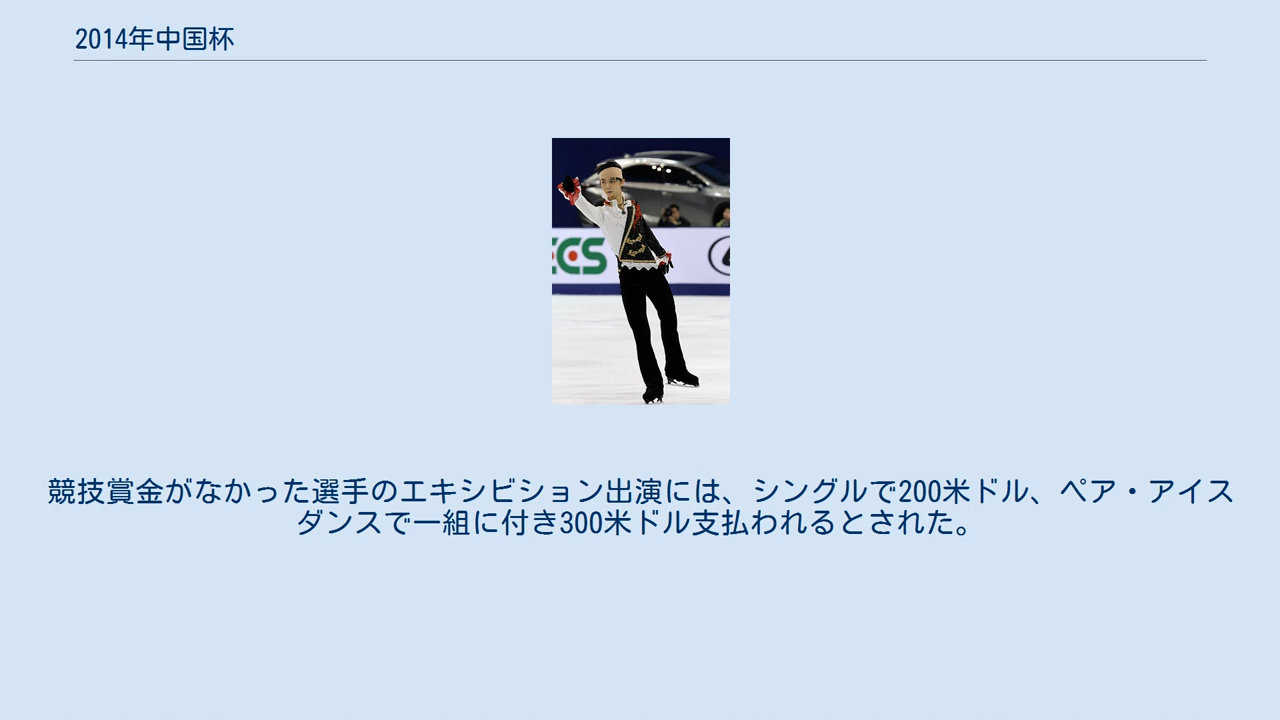 2014年中国杯
ECS
競技賞金がなかった選手のエキシビション出演には、シングルで200米ドル、ペア・アイス
ダンスで一組に付き300米ドル支払われるとされた。